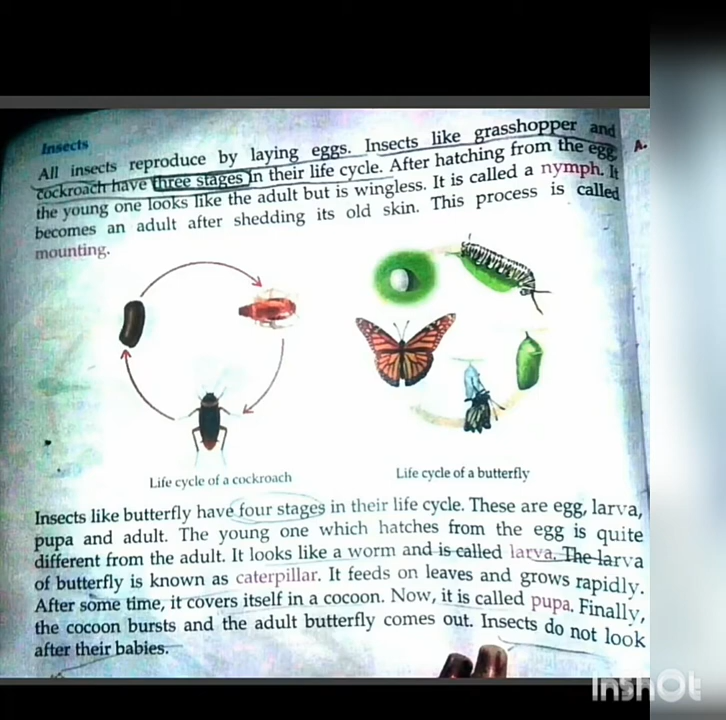 Insects
All insects reproduce by laying eggs. Insects like grasshopper and
cockroach have three stages in their life cycle. After hatching from the egg
the young one looks like the adult but is wingless. It is called a nymph. It
becomes an adult after shedding its old skin. This process is called
mounting.
A.
Life cycle of a cockroach
Life cycle of a butterfly
Insects like butterfly have four stages in their life cycle. These are egg, larva,
pupa and adult. The young one which hatches from the egg is quite
different from the adult. It looks like a worm and is called larva. The larva
of butterfly is known as caterpillar. It feeds on leaves and grows rapidly.
After some time, it covers itself in a cocoon. Now, it is called pupa. Finally,
the cocoon bursts and the adult butterfly comes out. Insects do not look
after their babies.
InShOt